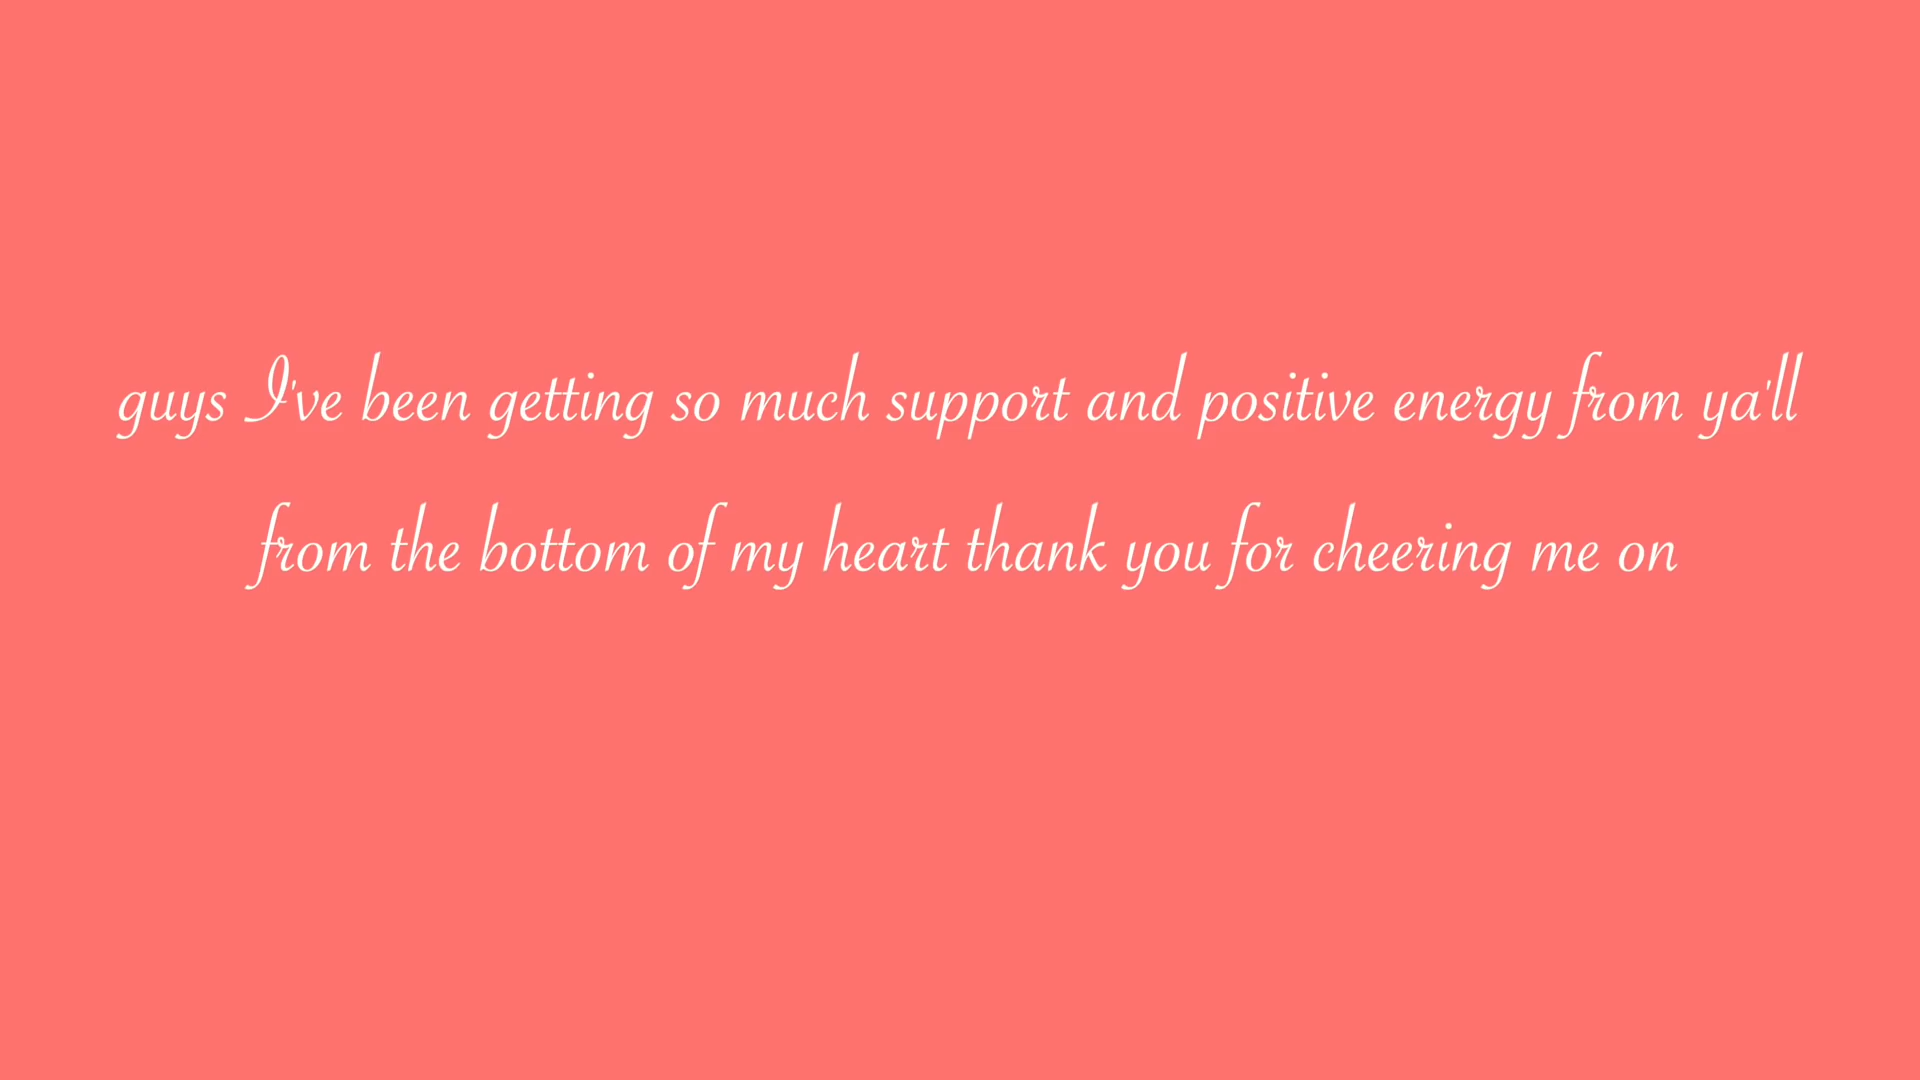 guys I've been getting so much support and positive energy from ya'll
from the bottom of my heart thank you for cheering me on